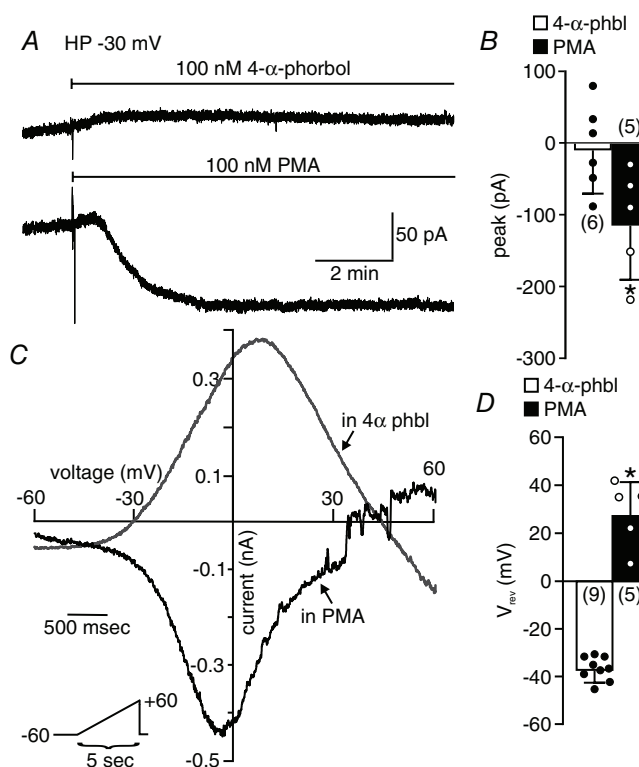 A HP -30 mV
100 nM 4-α-phorbol
100 nM PMA
50 pA
2 min
B
4-α-phbl
PMA
100
0
-100
-200
-300
peak (pA)
(6)
(5)
*
C
in 4α phbl
voltage (mV)
-60
-30
30
60
0.3
0.1
-0.1
-0.3
-0.5
current (nA)
in PMA
500 msec
-60
+60
5 sec
D
4-α-phbl
PMA
60
40
20
0
-20
-40
-60
Vrev (mV)
(9)
(5)
*